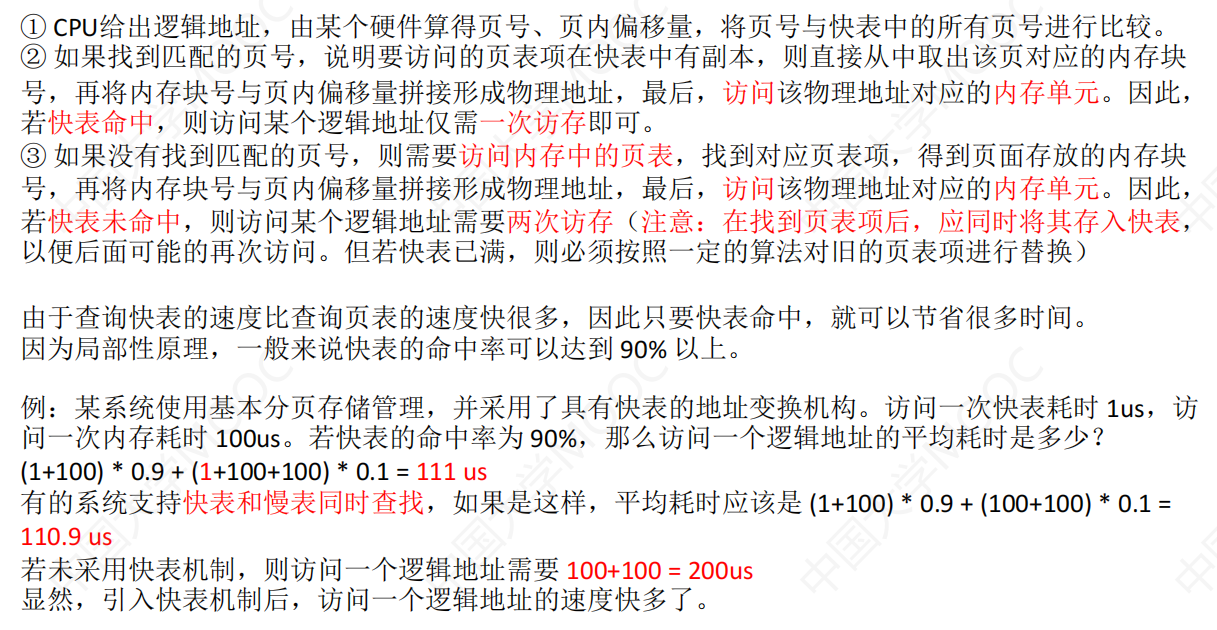 ① CPU给出逻辑地址，由某个硬件算得页号、页内偏移量，将页号与快表中的所有页号进行比较。
② 如果找到匹配的页号，说明要访问的页表项在快表中有副本，则直接从中取出该页对应的内存块
号，再将内存块号与页内偏移量拼接形成物理地址，最后，访问该物理地址对应的内存单元。因此，
若快表命中，则访问某个逻辑地址仅需一次访存即可。
③ 如果没有找到匹配的页号，则需要访问内存中的页表，找到对应页表项，得到页面存放的内存块
号，再将内存块号与页内偏移量拼接形成物理地址，最后，访问该物理地址对应的内存单元。因此，
若快表未命中，则访问某个逻辑地址需要两次访存（注意：在找到页表项后，应同时将其存入快表，
以便后面可能的再次访问。但若快表已满，则必须按照一定的算法对旧的页表项进行替换）
由于查询快表的速度比查询页表的速度快很多，因此只要快表命中，就可以节省很多时间。
因为局部性原理，一般来说快表的命中率可以达到 90% 以上。
例：某系统使用基本分页存储管理，并采用了具有快表的地址变换机构。访问一次快表耗时 1us，访
问一次内存耗时 100us。若快表的命中率为 90%，那么访问一个逻辑地址的平均耗时是多少？
(1+100) * 0.9 + (1+100+100) * 0.1 = 111 us
有的系统支持快表和慢表同时查找，如果是这样，平均耗时应该是 (1+100) * 0.9 + (100+100) * 0.1 =
110.9 us
若未采用快表机制，则访问一个逻辑地址需要 100+100 = 200us
显然，引入快表机制后，访问一个逻辑地址的速度快多了。
中国大学MOOC
中国大学MOOC